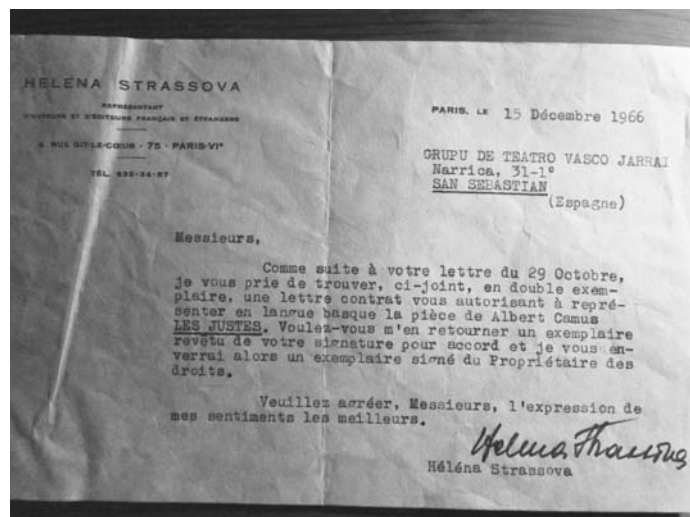 HELENA STRASSOVA
REPRÉSENTANT
D'AUTEURS ET D'ÉDITEURS FRANÇAIS ET ÉTRANGERS
4, RUE GIT-LE-CŒUR - 75 - PARIS-VIᵉ
TÉL. 633-34-57
PARIS, LE 15 Décembre 1966
GRUPU DE TEATRO VASCO JARRAI
Narrica, 31-1°
SAN SEBASTIAN
(Espagne)
Messieurs,
Comme suite à votre lettre du 29 Octobre,
je vous prie de trouver, ci-joint, en double exem-
plaire, une lettre contrat vous autorisant à repré-
senter en langue basque la pièce de Albert Camus
LES JUSTES. Voulez-vous m'en retourner un exemplaire
revêtu de votre signature pour accord et je vous en-
verrai alors un exemplaire signé du Propriétaire des
droits.
Veuillez agréer, Messieurs, l'expression de
mes sentiments les meilleurs.
Helena Strassova
Héléna Strassova